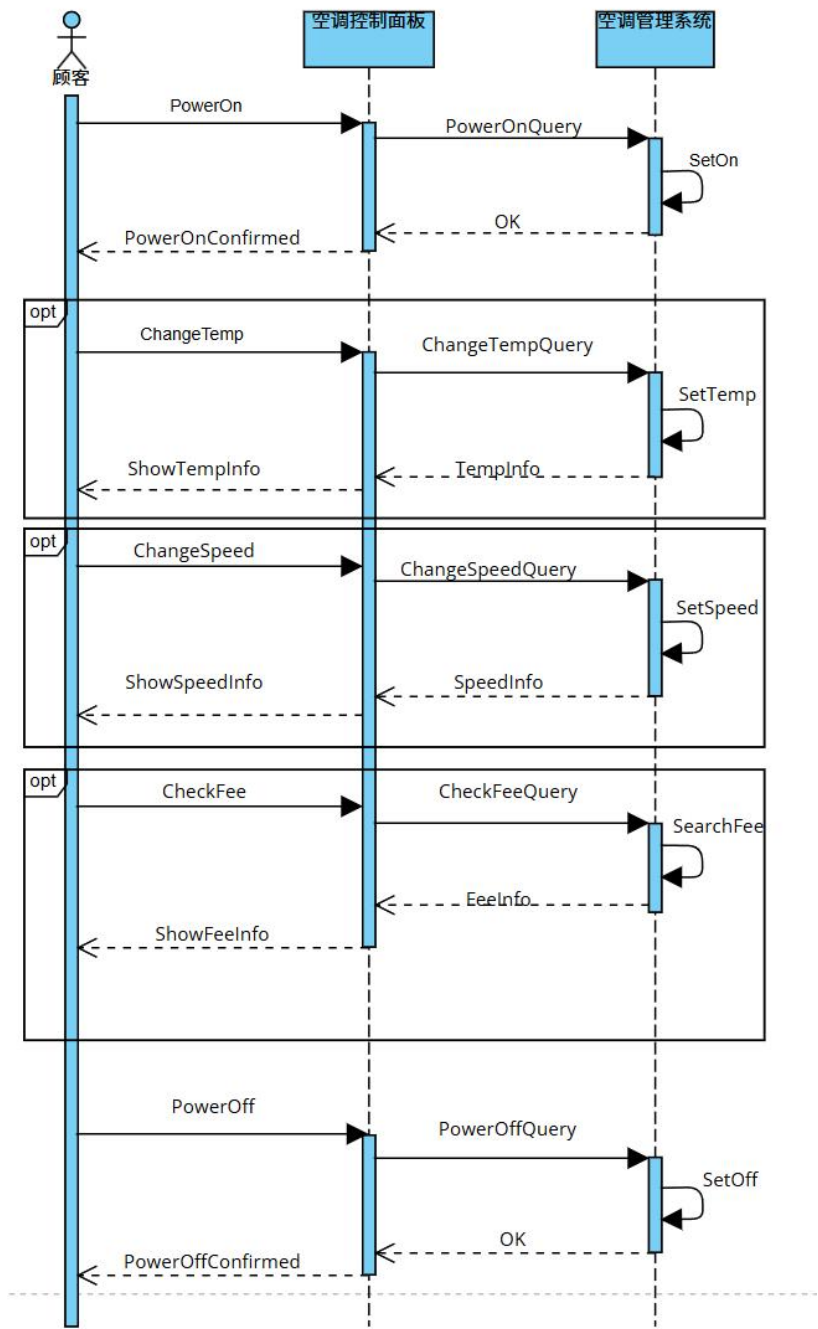 空调控制面板
空调管理系统
顾客
PowerOn
PowerOnQuery
SetOn
OK
PowerOnConfirmed
opt
ChangeTemp
ChangeTempQuery
SetTemp
ShowTempInfo
TempInfo
opt
ChangeSpeed
ChangeSpeedQuery
SetSpeed
ShowSpeedInfo
SpeedInfo
opt
CheckFee
CheckFeeQuery
SearchFee
FeeInfo
ShowFeeInfo
PowerOff
PowerOffQuery
SetOff
OK
PowerOffConfirmed